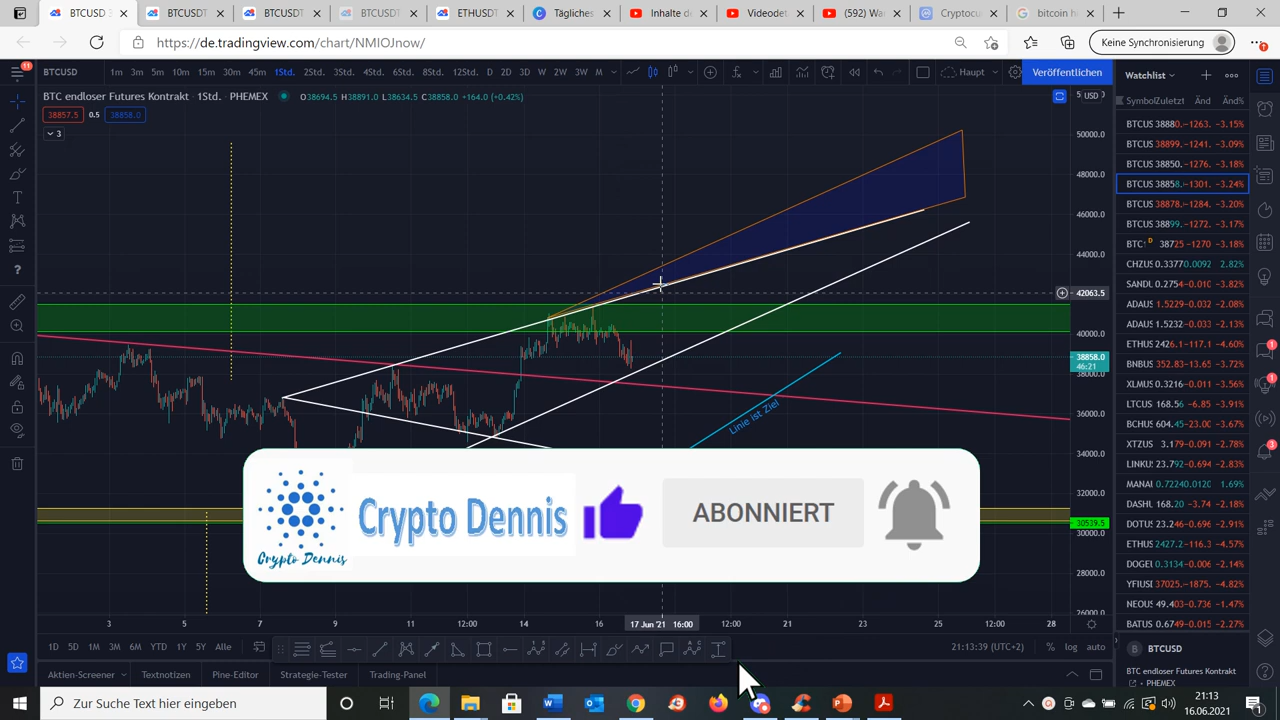 BTCUSD 3
BTCUSDT
BTCUSDT
BTCUSDT
ETHUSDT
Tägliches
Inhalte d
Videodet
(592) Wa
Cryptocu
bitcoin h
https://de.tradingview.com/chart/NMIOJnow/
Keine Synchronisierung
11
BTCUSD
1m 3m 5m 10m 15m 30m 45m 1Std. 2Std. 3Std. 4Std. 6Std. 8Std. 12Std. D 2D 3D W 2W 3W M
Haupt
Veröffentlichen
Watchlist
BTC endloser Futures Kontrakt · 1Std. · PHEMEX
O38694.5 H38891.0 L38634.5 C38858.0 +164.0 (+0.42%)
38857.5 0.5 38858.0
3
USD
Symbol Zuletzt Änd Änd%
BTCUS 38880. -1263. -3.15%
BTCUS 38899. -1241. -3.09%
BTCUS 38850. -1276. -3.18%
BTCUS 38858. -1301. -3.24%
BTCUS 38878. -1284. -3.20%
BTCUS 38899. -1272. -3.17%
BTC D 38725 -1270 -3.18%
CHZUS 0.3377 0.0092 2.82%
SANDU 0.2
ADAUS 1.5229 -0.032 -2.08%
ADAUS 1.5232 -0.033 -2.13%
ETHUS 2426. -117. -4.60%
BNBUS 352.83 -13.65 -3.72%
XLMUS 0.3216 -0.011 -3.56%
LTCUS 168.56 -6.85 -3.91%
BCHUS 604.45 -23.00 -3.67%
XTZUS 3.179 -0.091 -2.78%
LINKU 23.792 -0.694 -2.83%
MANA 0.72240 0.0120 1.69%
DASHU 168.20 -3.74 -2.18%
DOTUS 23.246 -0.696 -2.91%
ETHUS 2427.2 -116.3 -4.57%
DOGE 0.3134 -0.006 -2.14%
YFIUS 37025. -1875. -4.82%
NEOUS 49.403 -0.736 -1.47%
BATUS 0.6749 -0.015 -2.27%
50000.0
48000.0
46000.0
44000.0
42063.5
40000.0
38858.0
46:21
38000.0
36000.0
34000.0
32000.0
30539.5
30000.0
28000.0
26000.0
Linie ist Ziel
Crypto Dennis
Crypto Dennis
ABONNIERT
3 5 7 9 11 12:00 14 16 17 Jun '21 16:00 12:00 21 23 25 12:00 28
1D 5D 1M 3M 6M YTD 1Y 5Y Alle
21:13:39 (UTC+2)
% log auto
BTCUSD
BTC endloser Futures Kontrakt
• PHEMEX
Aktien-Screener Textnotizen Pine-Editor Strategie-Tester Trading-Panel
Zur Suche Text hier eingeben
21:13
16.06.2021